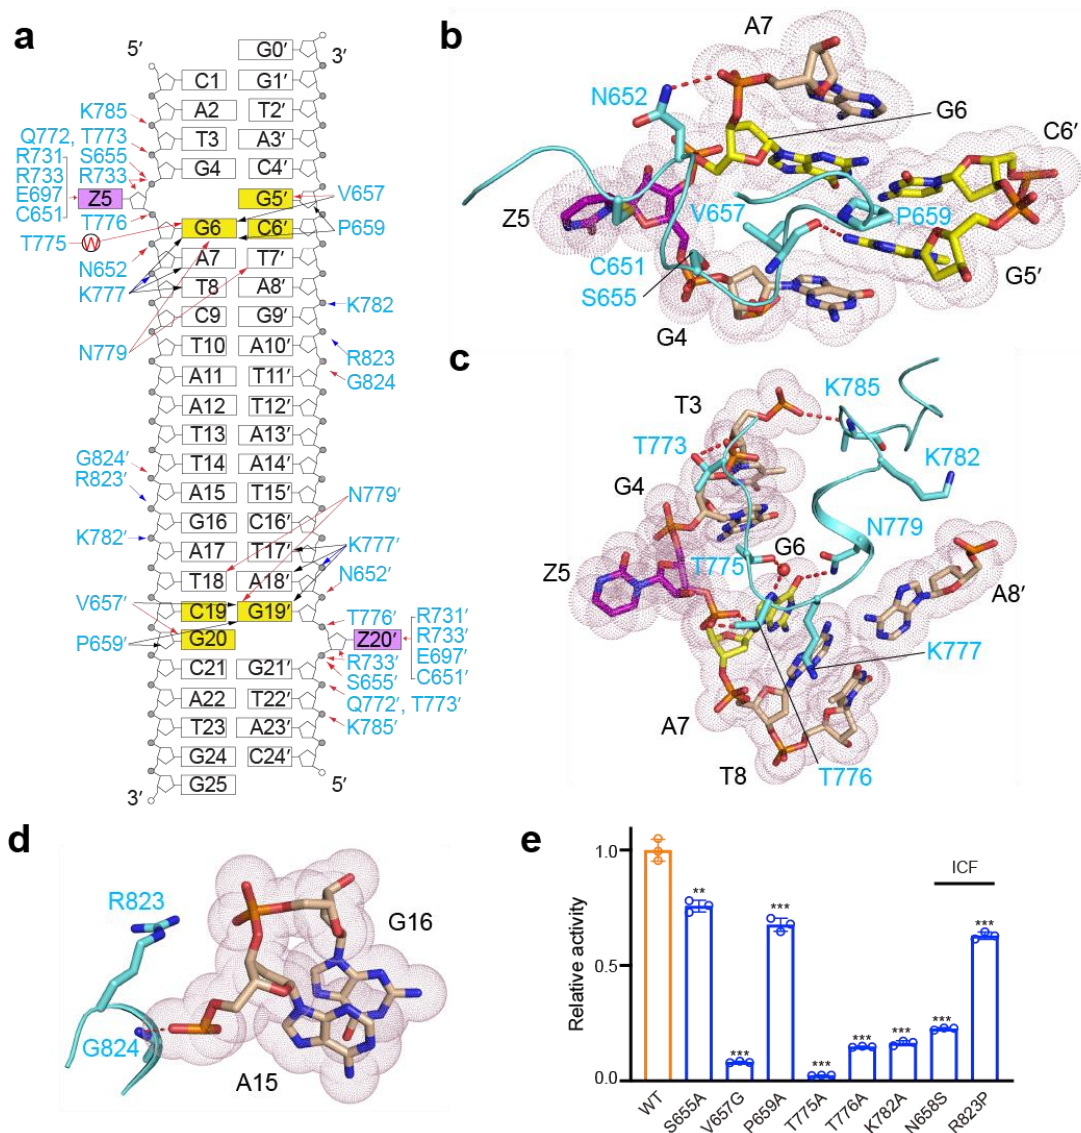 a
5′ 3′
G0′
C1 G1′
K785 A2 T2′
Q772, T773 T3 A3′
R731 S655 G4 C4′
R733 R733
E697 Z5 G5′ V657
C651
T776 G6 C6′ P659
T775 W
N652 A7 T7′
K777 T8 A8′
C9 G9′ K782
T10 A10′ R823
N779 A11 T11′ G824
A12 T12′
T13 A13′
G824′ T14 A14′
R823′ A15 T15′ N779′
G16 C16′
K782′ A17 T17′ K777′
T18 A18′ N652′
V657′ C19 G19′
T776′ R731′
P659′ G20 Z20′ R733′
R733′ E697′
C21 G21′ S655′ C651′
A22 T22′ Q772′, T773′
T23 A23′ K785′
G24 C24′
G25
3′ 5′
b
A7
N652
G6
C6′
Z5
V657
P659
C651
S655
G5′
G4
c
T3
K785
T773
K782
G4
N779
T775
G6
Z5
A8′
K777
A7
T8
T776
d
R823
G16
G824
A15
e
Relative activity
1.0
0.5
0.0
ICF
**
***
***
***
***
***
***
***
WT
S655A
V657G
P659A
T775A
T776A
K782A
N658S
R823P